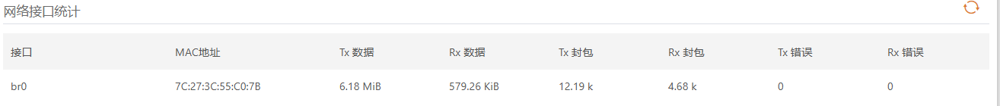 网络接口统计
接口 MAC地址 Tx 数据 Rx 数据 Tx 封包 Rx 封包 Tx 错误 Rx 错误
br0 7C:27:3C:55:C0:7B 6.18 MiB 579.26 KiB 12.19 k 4.68 k 0 0